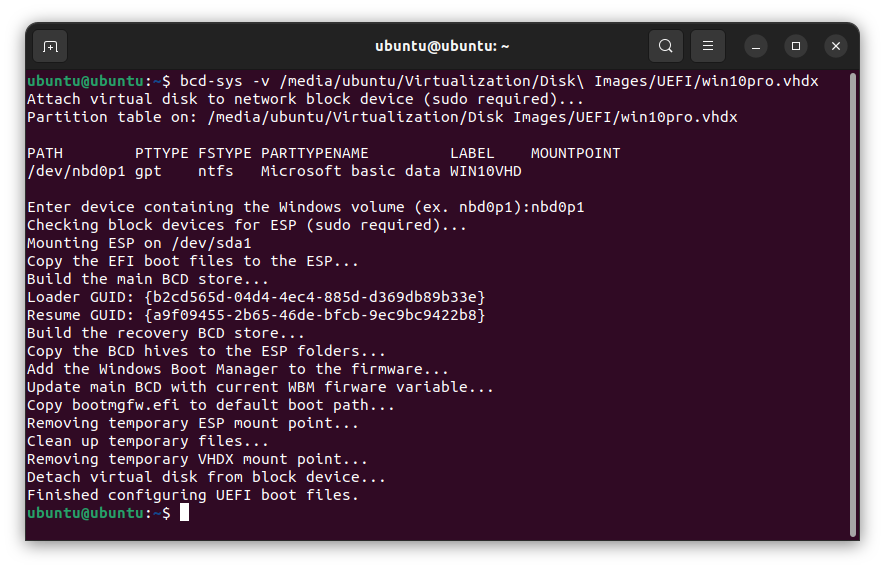 ubuntu@ubuntu: ~
ubuntu@ubuntu:~$ bcd-sys -v /media/ubuntu/Virtualization/Disk\ Images/UEFI/win10pro.vhdx
Attach virtual disk to network block device (sudo required)...
Partition table on: /media/ubuntu/Virtualization/Disk Images/UEFI/win10pro.vhdx
PATH        PTTYPE FSTYPE PARTTYPENAME         LABEL    MOUNTPOINT
/dev/nbd0p1 gpt    ntfs   Microsoft basic data WIN10VHD
Enter device containing the Windows volume (ex. nbd0p1):nbd0p1
Checking block devices for ESP (sudo required)...
Mounting ESP on /dev/sda1
Copy the EFI boot files to the ESP...
Build the main BCD store...
Loader GUID: {b2cd565d-04d4-4ec4-885d-d369db89b33e}
Resume GUID: {a9f09455-2b65-46de-bfcb-9ec9bc9422b8}
Build the recovery BCD store...
Copy the BCD hives to the ESP folders...
Add the Windows Boot Manager to the firmware...
Update main BCD with current WBM firware variable...
Copy bootmgfw.efi to default boot path...
Removing temporary ESP mount point...
Clean up temporary files...
Removing temporary VHDX mount point...
Detach virtual disk from block device...
Finished configuring UEFI boot files.
ubuntu@ubuntu:~$